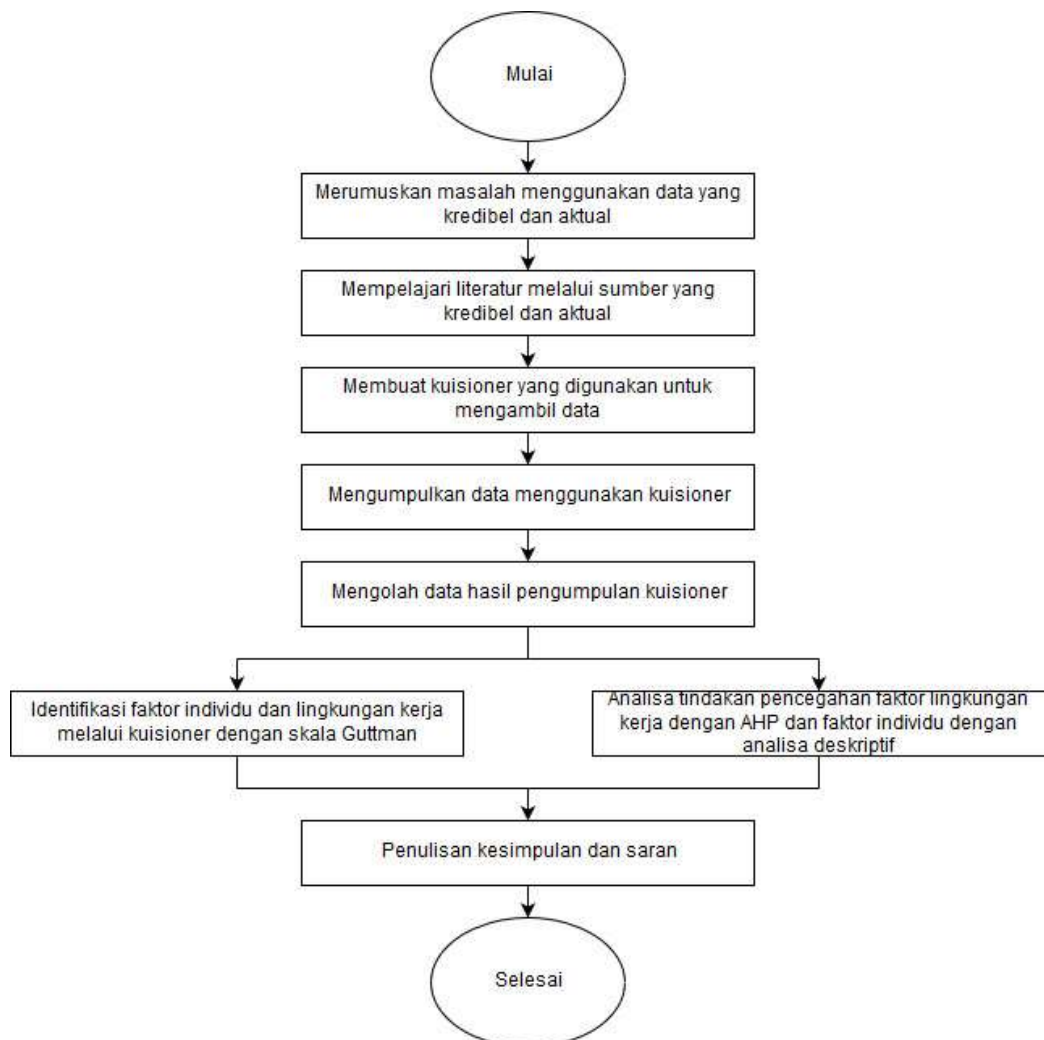 Mulai
Merumuskan masalah menggunakan data yang
kredibel dan aktual
Mempelajari literatur melalui sumber yang
kredibel dan aktual
Membuat kuisioner yang digunakan untuk
mengambil data
Mengumpulkan data menggunakan kuisioner
Mengolah data hasil pengumpulan kuisioner
Identifikasi faktor individu dan lingkungan kerja
melalui kuisioner dengan skala Guttman
Analisa tindakan pencegahan faktor lingkungan
kerja dengan AHP dan faktor individu dengan
analisa deskriptif
Penulisan kesimpulan dan saran
Selesai